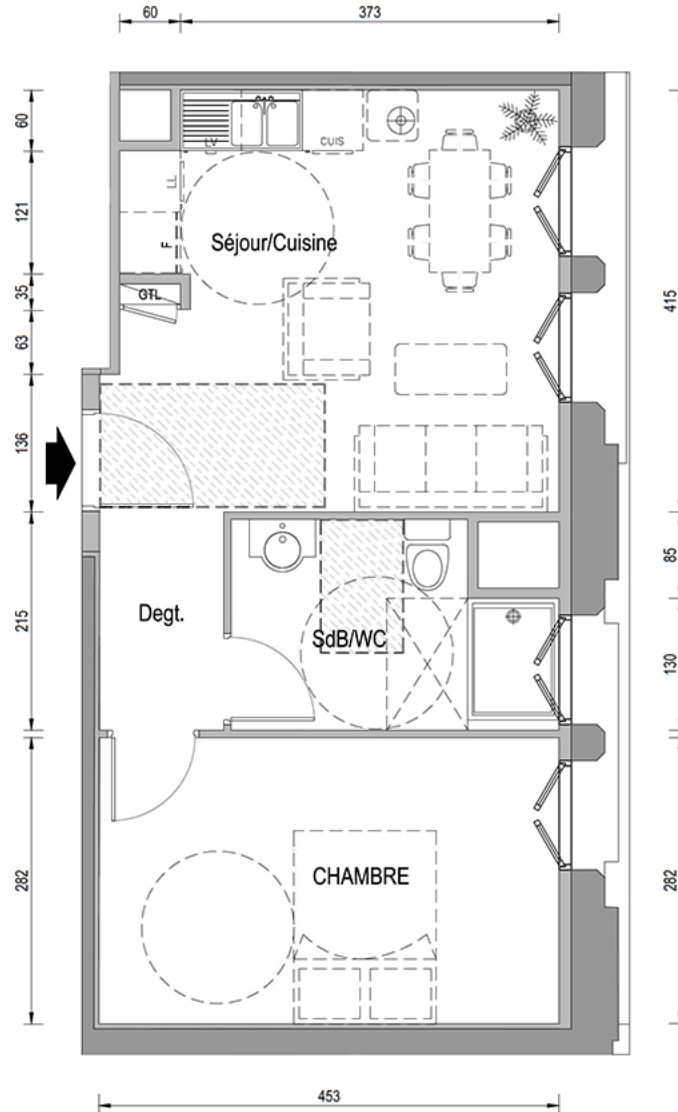 60
373
60
121
35
63
136
215
282
LV
CUIS
LL
F
Séjour/Cuisine
GTL
415
85
130
282
Degt.
SdB/WC
CHAMBRE
453